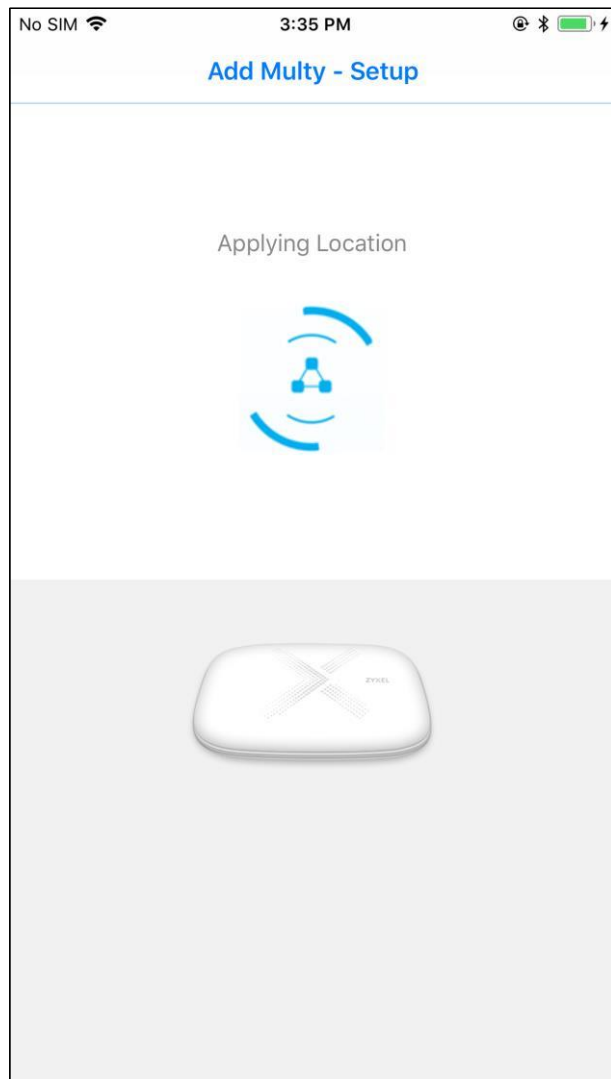 No SIM 3:35 PM
Add Multy - Setup
Applying Location
ZYXEL